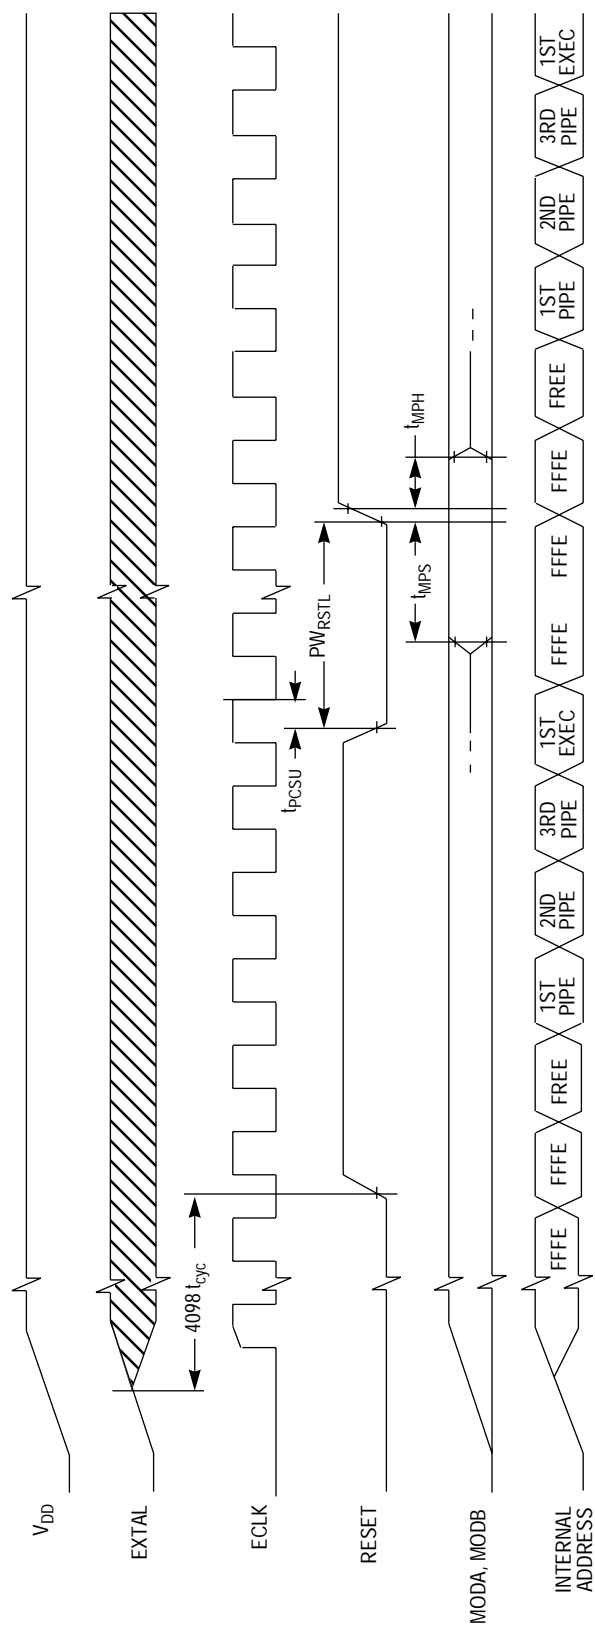 V_DD
EXTAL
4098 t_cyc
ECLK
t_PCSU
RESET
PW_RSTL
MODA, MODB
t_MPS
t_MPH
INTERNAL
ADDRESS
FFFE
FFFE
FREE
1ST
PIPE
2ND
PIPE
3RD
PIPE
1ST
EXEC
FFFE
FFFE
FFFE
FREE
1ST
PIPE
2ND
PIPE
3RD
PIPE
1ST
EXEC